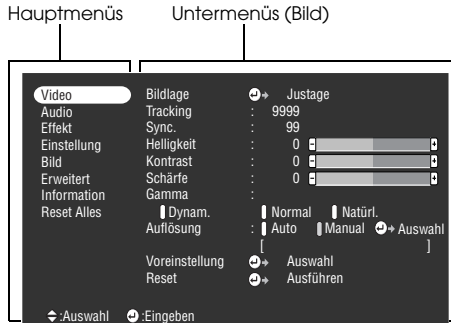 Hauptmenüs Untermenüs (Bild)
Video Bildlage Justage
Audio Tracking : 9999
Effekt Sync. : 99
Einstellung Helligkeit : 0 - +
Bild Kontrast : 0 - +
Erweitert Schärfe : 0 - +
Information Gamma :
Reset Alles Dynam. Normal Natürl.
Auflösung : Auto Manual Auswahl
[ ]
Voreinstellung Auswahl
Reset Ausführen
:Auswahl :Eingeben